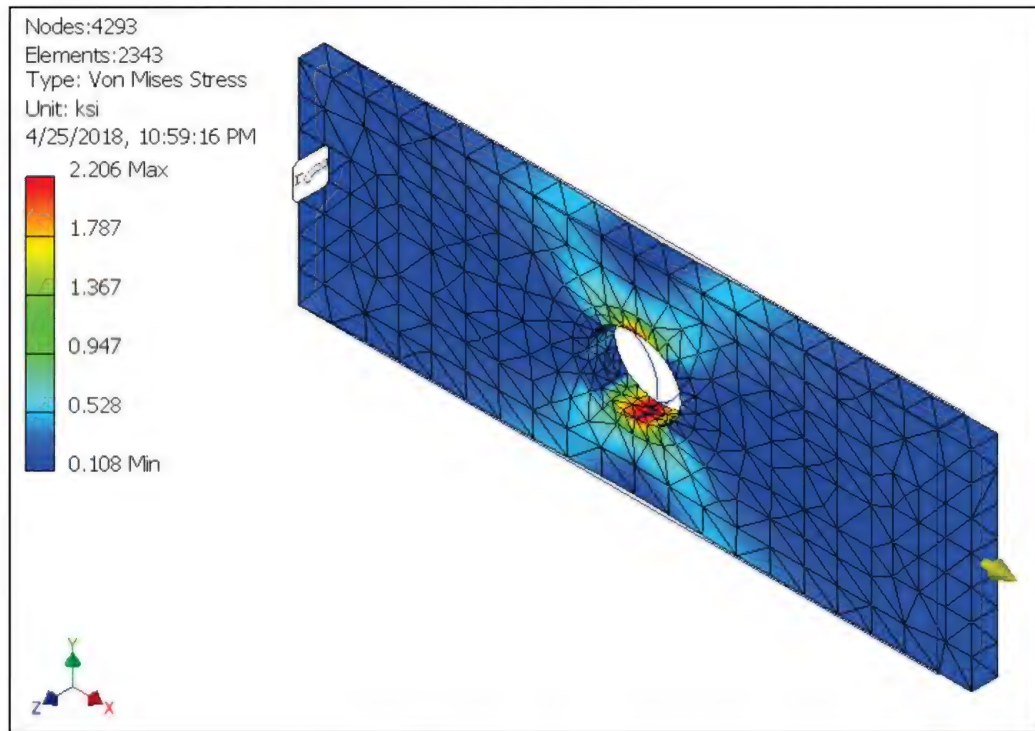 Nodes:4293
Elements:2343
Type: Von Mises Stress
Unit: ksi
4/25/2018, 10:59:16 PM
2.206 Max
1.787
1.367
0.947
0.528
0.108 Min
Y
Z
X